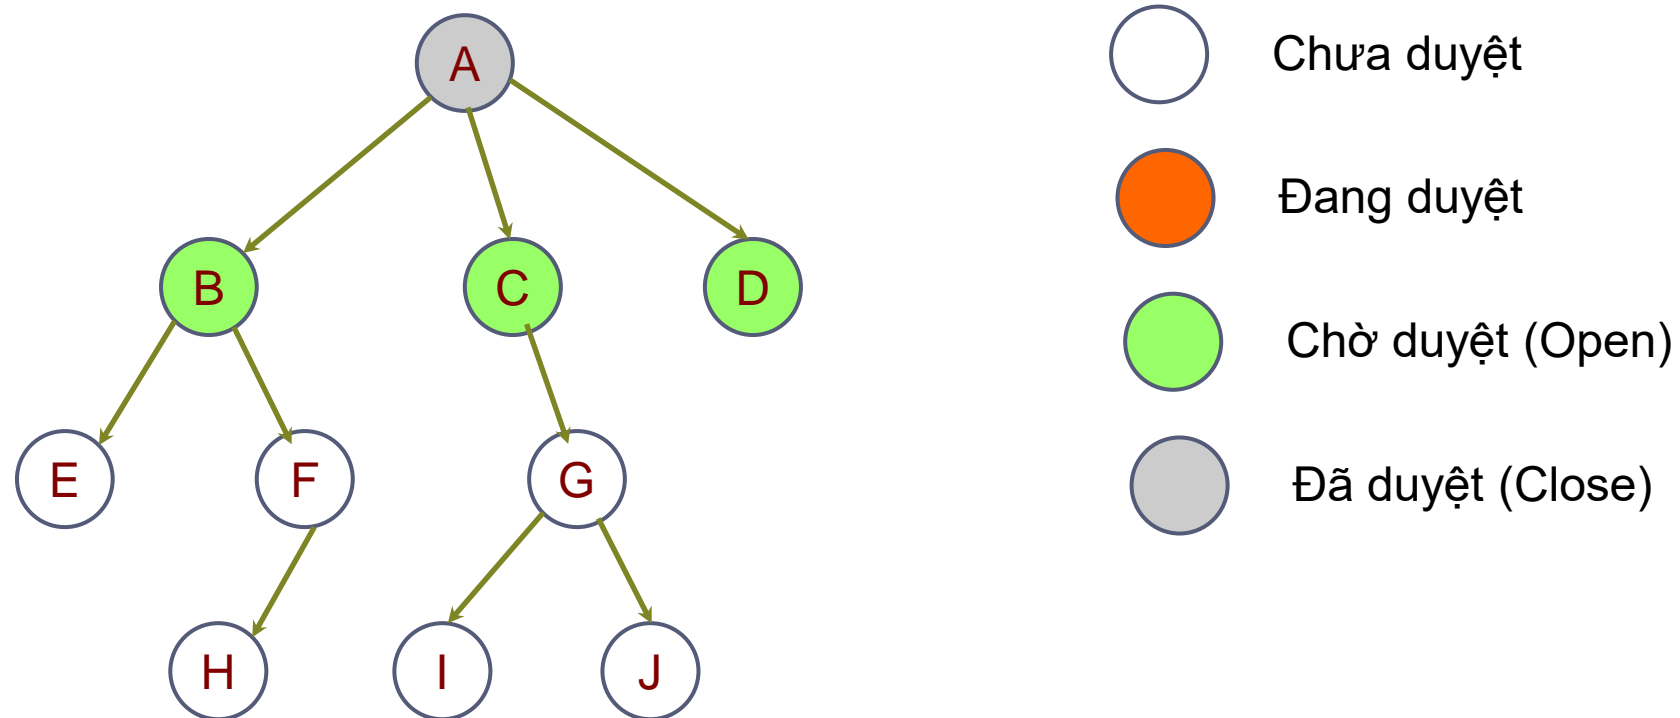 A
B
C
D
E
F
G
H
I
J
Chưa duyệt
Đang duyệt
Chờ duyệt (Open)
Đã duyệt (Close)